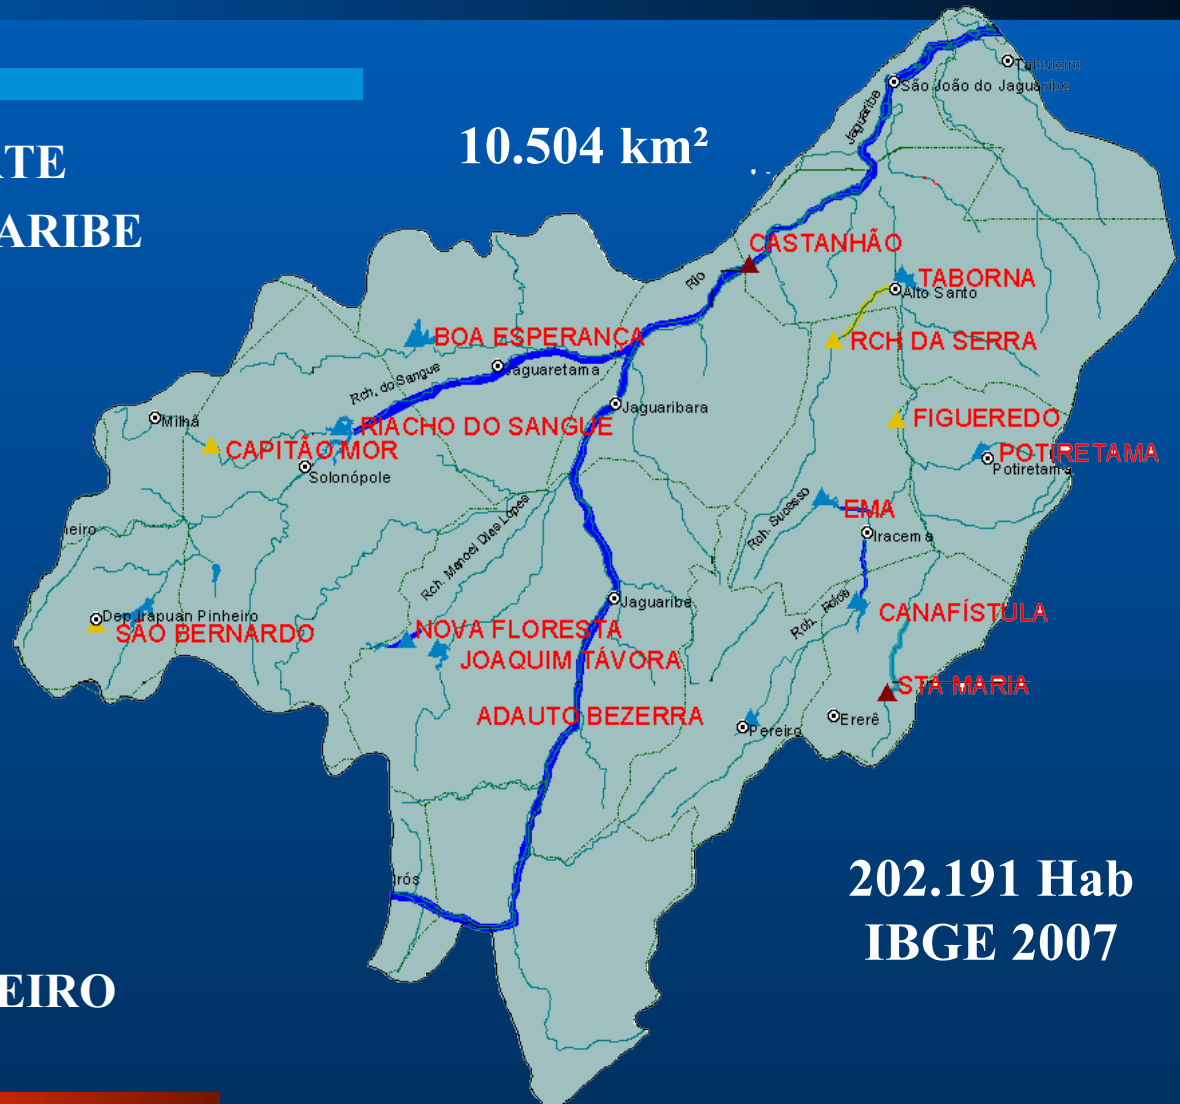 Tabuleiro
São João do Jaguaribe
Jaguaribe
10.504 km²
RTE
ARIBE
CASTANHÃO
Rio
TABORNA
Alto Santo
BOA ESPERANÇA
RCH DA SERRA
Rch. do Sangue
Jaguaretama
Jaguaribara
Milhã
FIGUEREDO
RIACHO DO SANGUE
CAPITÃO MOR
POTIRETAMA
Potiretama
Solonópole
EMA
Rch. Sucesso
Rch. Manoel Dias Lopes
Iracema
eiro
Jaguaribe
Dep.Irapuan Pinheiro
SÃO BERNARDO
CANAFÍSTULA
NOVA FLORESTA
JOAQUIM TÁVORA
STA MARIA
ADAUTO BEZERRA
Ererê
Pereiro
202.191 Hab
Irós
IBGE 2007
EIRO